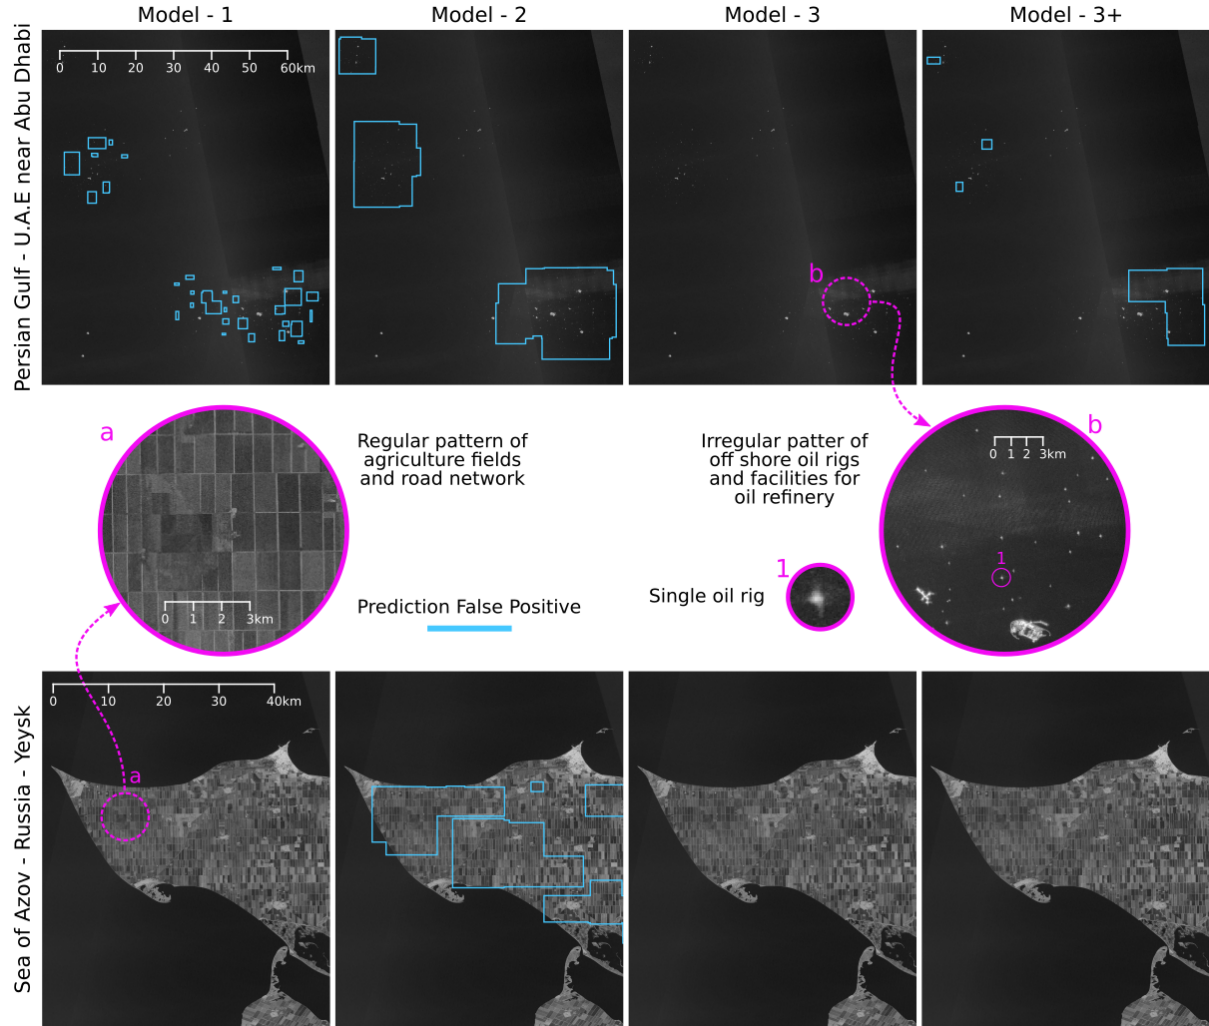 Model - 1
Model - 2
Model - 3
Model - 3+
Persian Gulf - U.A.E near Abu Dhabi
0 10 20 30 40 50 60km
b
a
Regular pattern of
agriculture fields
and road network
0 1 2 3km
Prediction False Positive
Irregular patter of
off shore oil rigs
and facilities for
oil refinery
b
0 1 2 3km
1
1
Single oil rig
Sea of Azov - Russia - Yeysk
0 10 20 30 40km
a